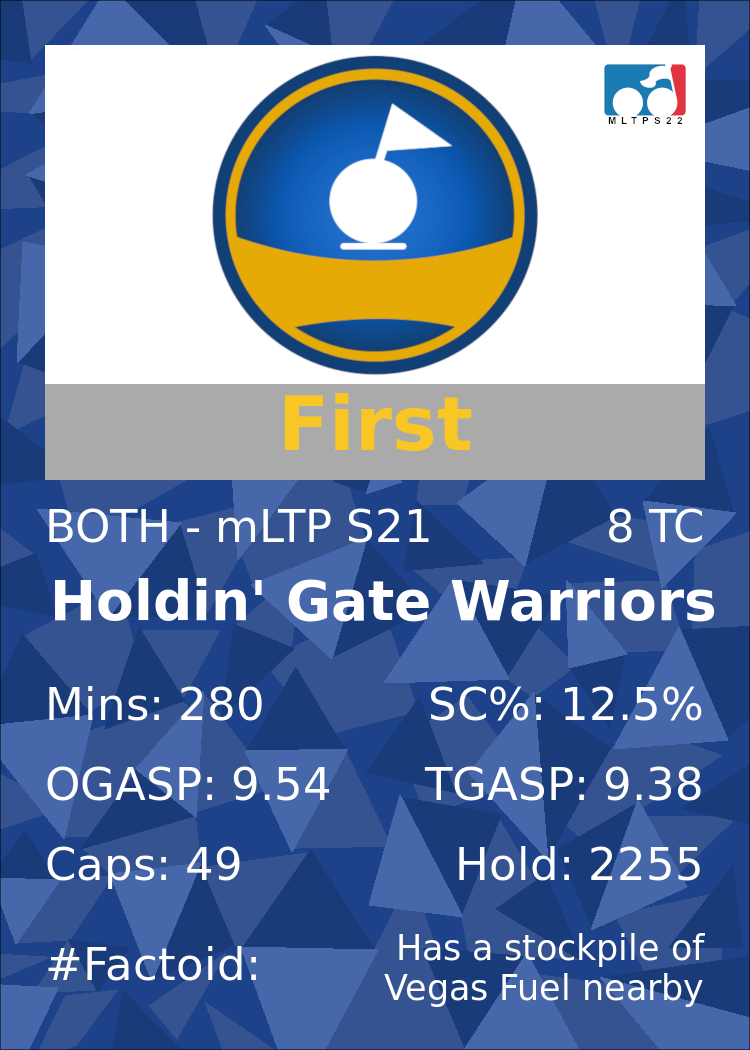 MLTPS22
First
BOTH - mLTP S21 8 TC
Holdin' Gate Warriors
Mins: 280 SC%: 12.5%
OGASP: 9.54 TGASP: 9.38
Caps: 49 Hold: 2255
#Factoid: Has a stockpile of
Vegas Fuel nearby